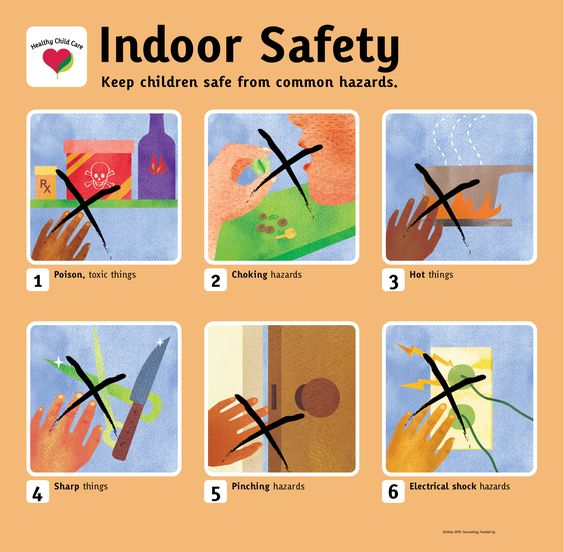 Healthy Child Care
Indoor Safety
Keep children safe from common hazards.
RX
1 Poison, toxic things
2 Choking hazards
3 Hot things
4 Sharp things
5 Pinching hazards
6 Electrical shock hazards